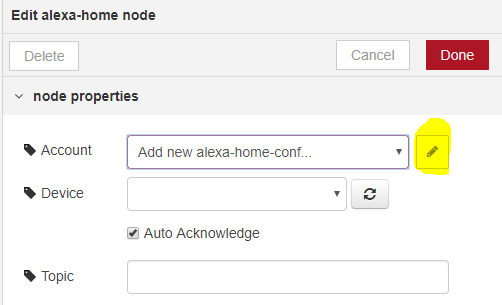 Edit alexa-home node
Delete
Cancel
Done
node properties
Account
Add new alexa-home-conf...
Device
Auto Acknowledge
Topic